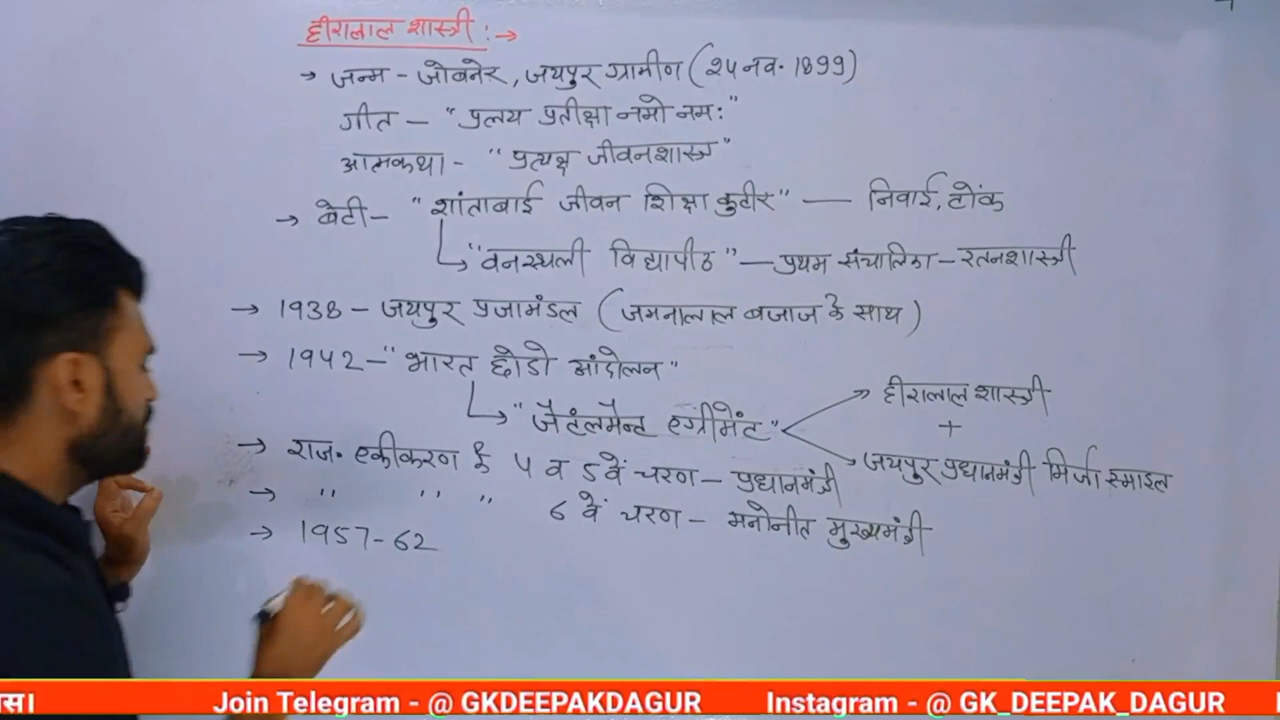 हीरालाल शास्त्री :→
→ जन्म - जोबनेर, जयपुर ग्रामीण (24 नव. 1899)
गीत - "प्रलय प्रतीक्षा नमो नमः"
आत्मकथा - "प्रत्यक्ष जीवनशास्त्र"
→ बेटी - "शांताबाई जीवन शिक्षा कुटीर" — निवाई, टोंक
↳ "वनस्थली विद्यापीठ" — प्रथम संचालिका - रतनशास्त्री
→ 1938 - जयपुर प्रजामंडल (जमनालाल बजाज के साथ)
→ 1942 - "भारत छोडो आंदोलन"
↳ "जेंटलमेन्ट एग्रीमेंट"
हीरालाल शास्त्री
+
जयपुर प्रधानमंत्री मिर्जा स्माइल
→ राज. एकीकरण के 4 व 5वें चरण - प्रधानमंत्री
→ " " " 6 वें चरण - मनोनीत मुख्यमंत्री
→ 1957-62
Join Telegram - @ GKDEEPAKDAGUR Instagram - @ GK_DEEPAK_DAGUR